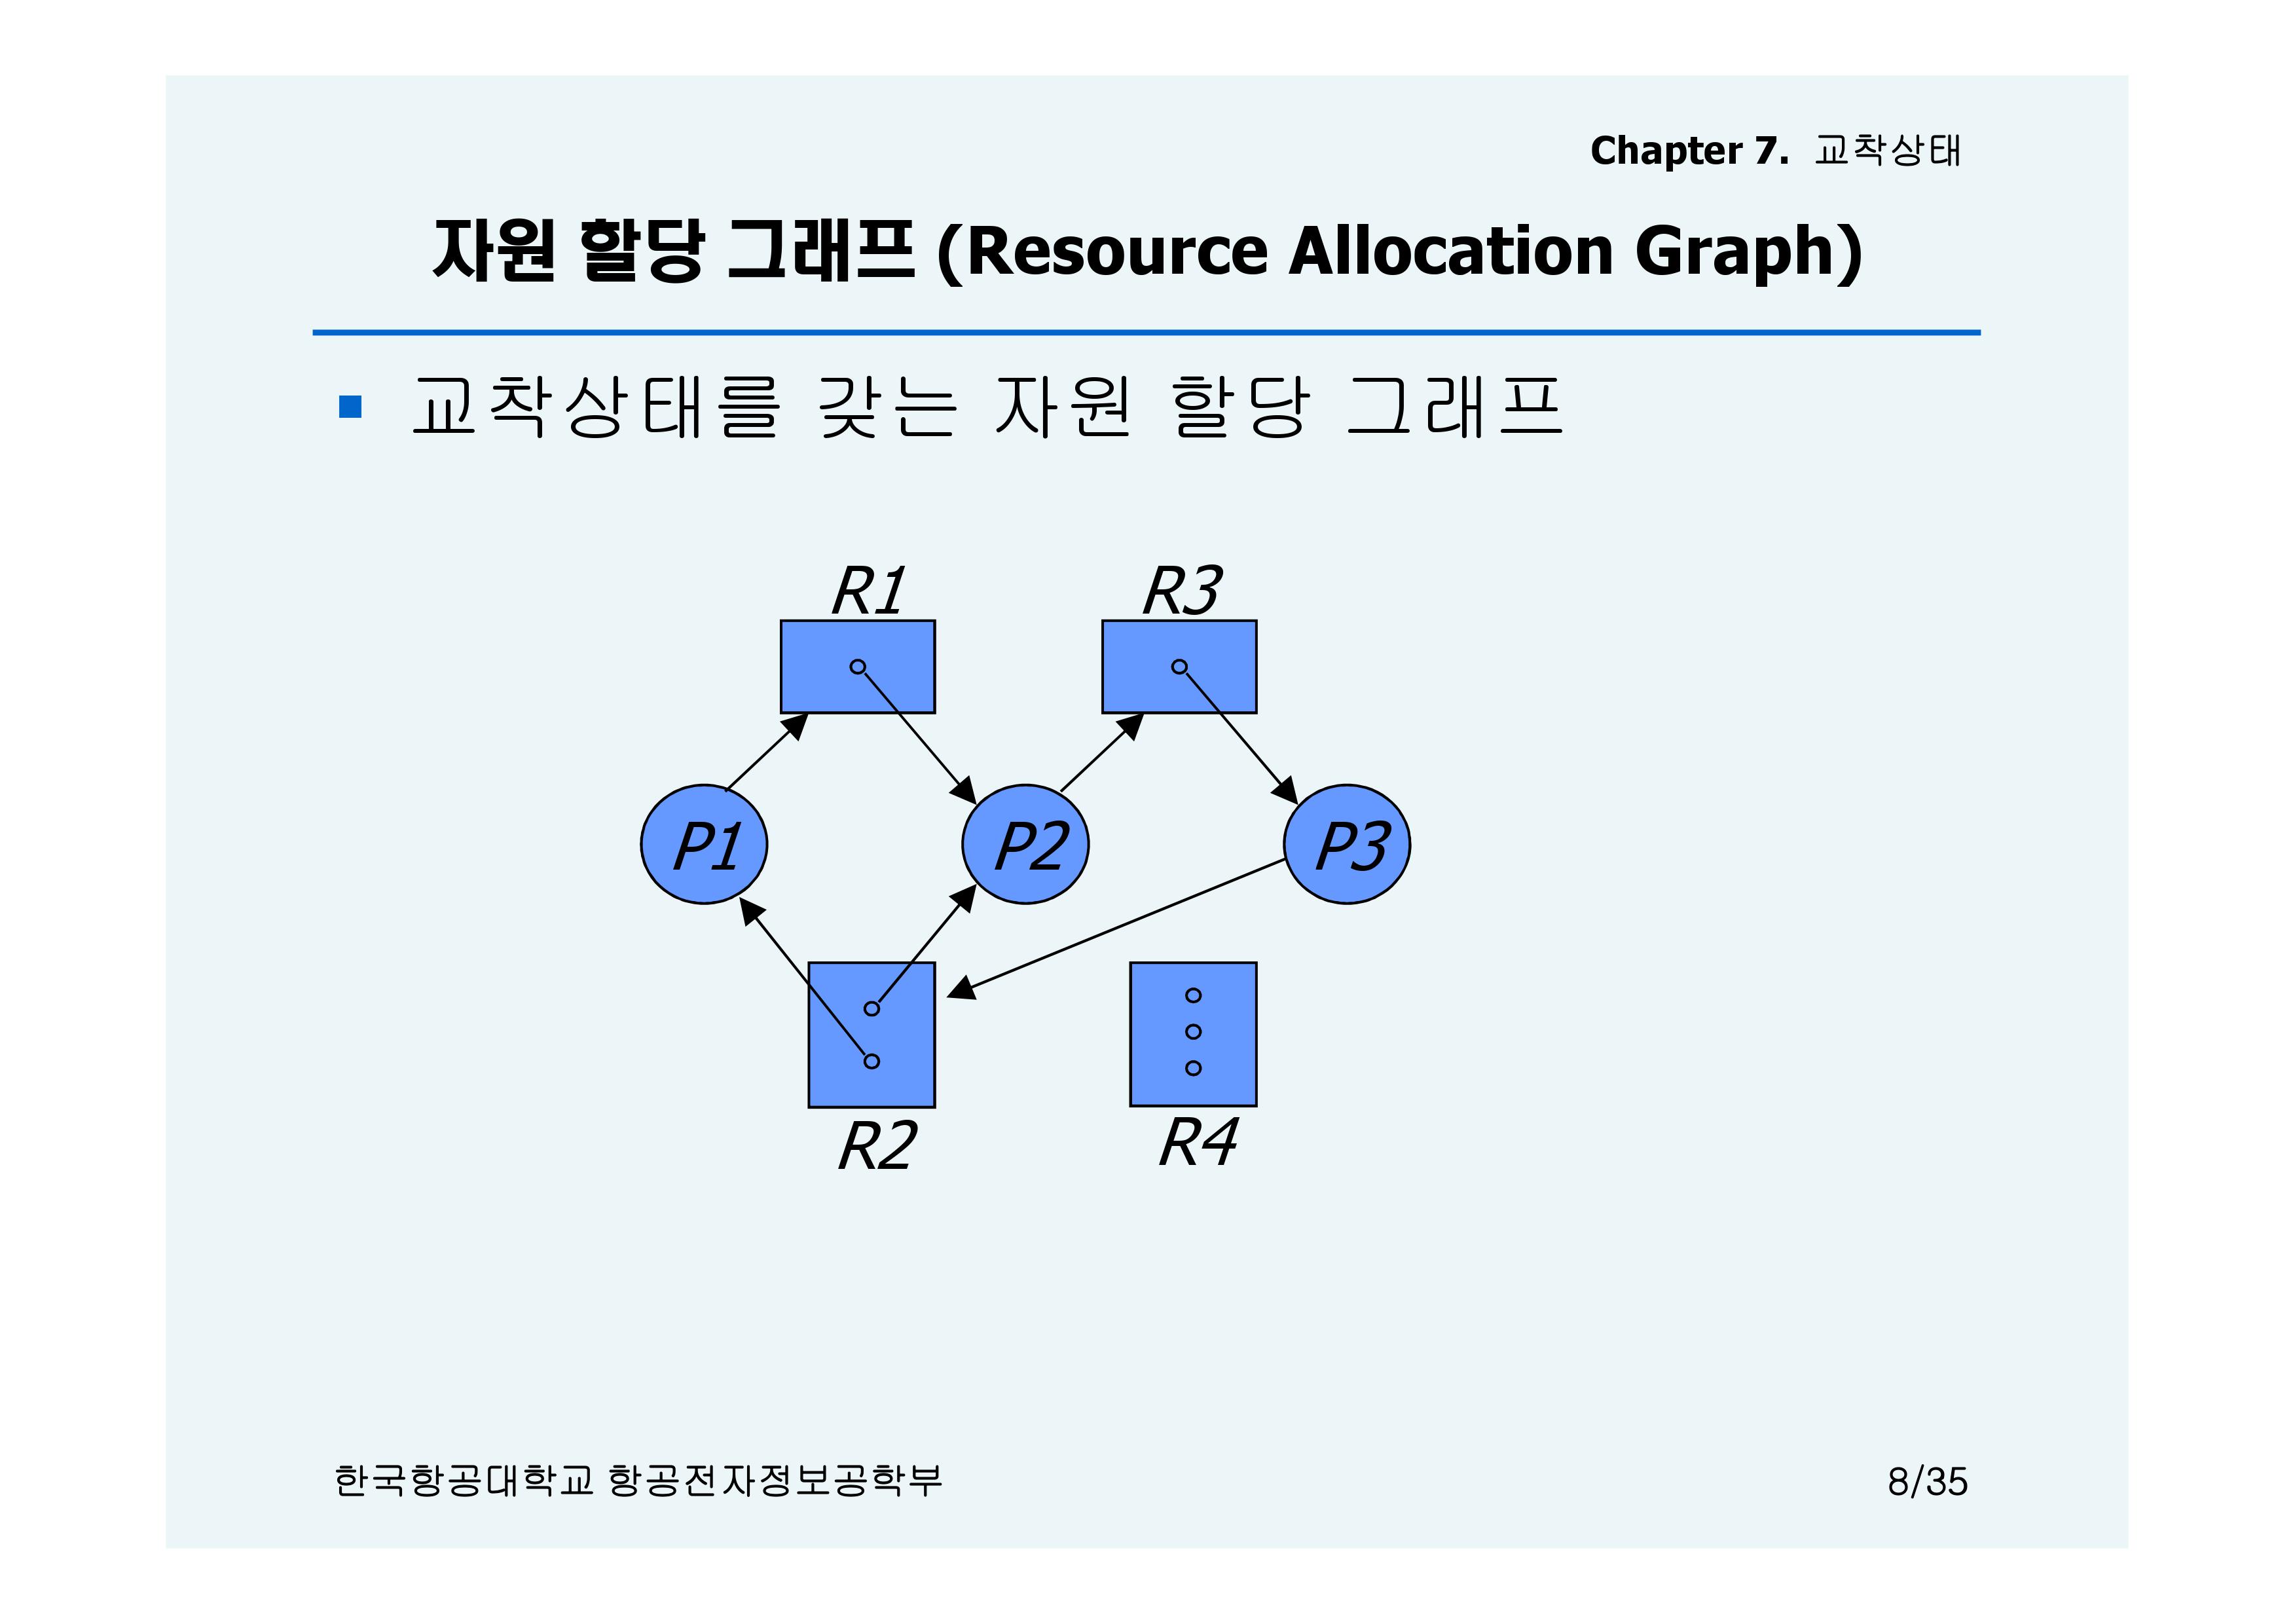 Chapter 7. 교착상태
자원 할당 그래프 (Resource Allocation Graph)
교착상태를 갖는 자원 할당 그래프
R1 R3
P1 P2 P3
R2 R4
한국항공대학교 항공전자정보공학부 8/35